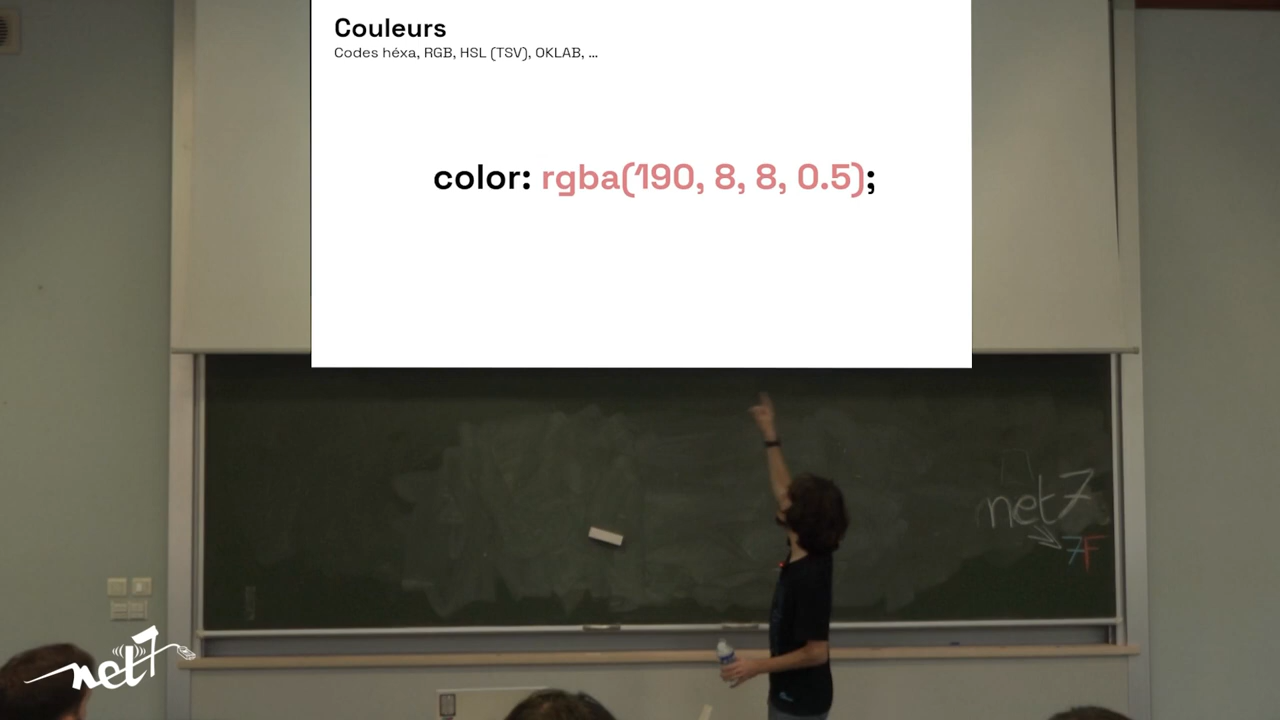 Couleurs
Codes héxa, RGB, HSL (TSV), OKLAB, ...
color: rgba(190, 8, 8, 0.5);
net7
7F
net7